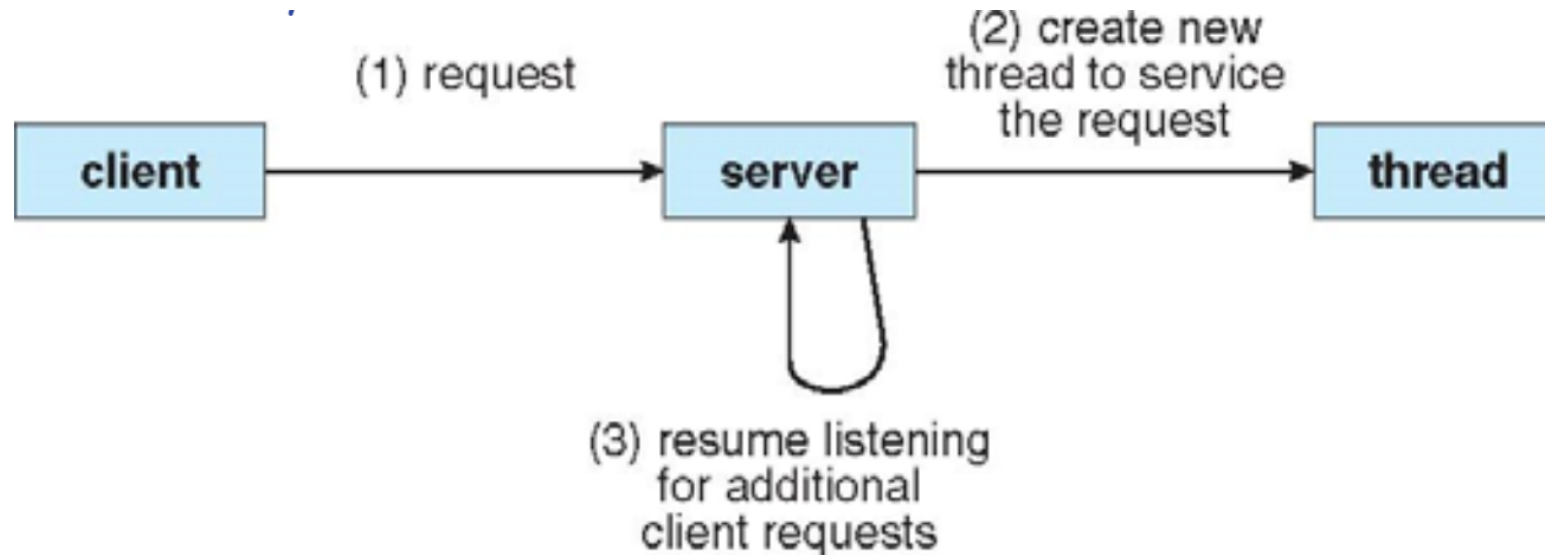 (1) request
(2) create new
thread to service
the request
client
server
thread
(3) resume listening
for additional
client requests